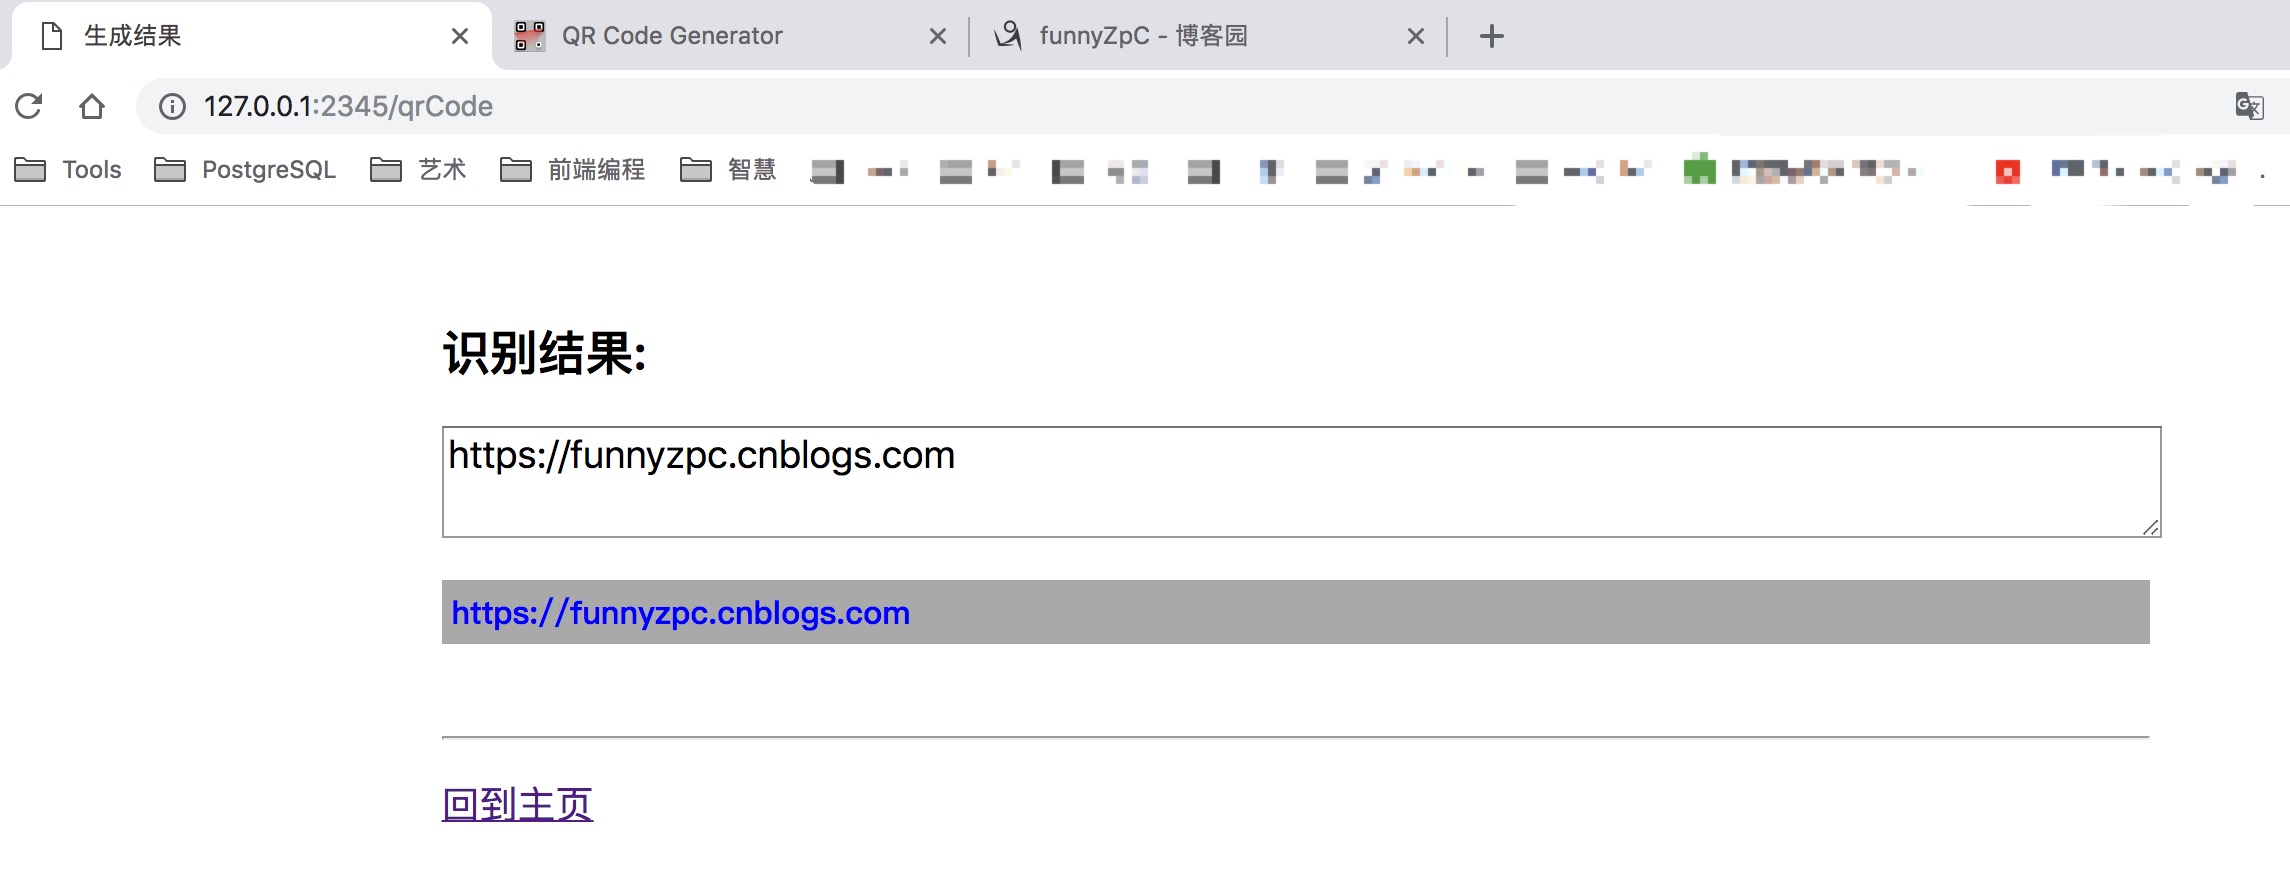 生成结果
QR Code Generator
funnyZpC - 博客园
127.0.0.1:2345/qrCode
Tools
PostgreSQL
艺术
前端编程
智慧
识别结果:
https://funnyzpc.cnblogs.com
https://funnyzpc.cnblogs.com
回到主页